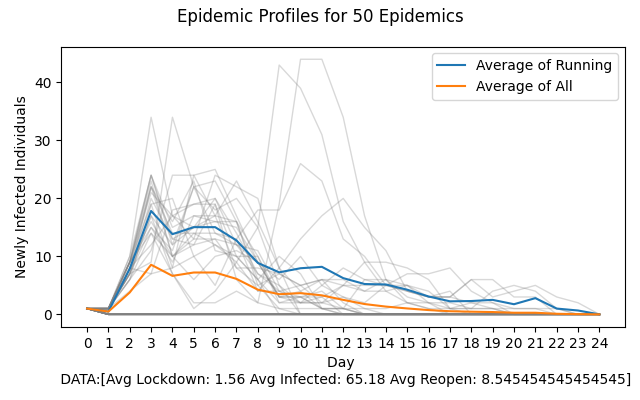 Epidemic Profiles for 50 Epidemics
Newly Infected Individuals
40
30
20
10
0
Average of Running
Average of All
0 1 2 3 4 5 6 7 8 9 10 11 12 13 14 15 16 17 18 19 20 21 22 23 24
Day
DATA:[Avg Lockdown: 1.56 Avg Infected: 65.18 Avg Reopen: 8.545454545454545]